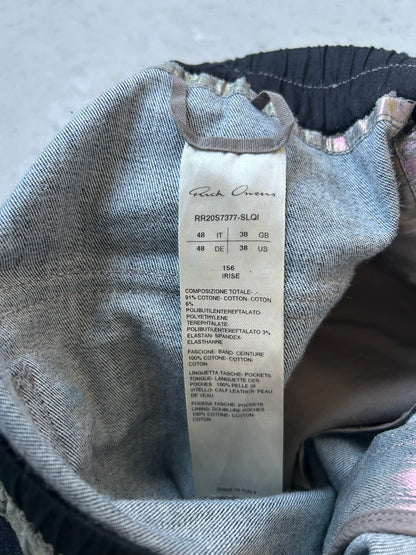 Rick Owens
RR20S7377-SLQI
48 IT 38 GB
48 DE 38 US
156
IRISE
COMPOSIZIONE TOTALE- -
91% COTONE- COTTON- COTON
6%
POLIBUTILENTEREFTALATO-
POLYETHYLENE
TEREPHTALATE-
POLIBUTILENTEREFTALATO 3%
ELASTAN- SPANDEX-
ELASTHANNE
FASCIONE- BAND- CEINTURE
100% COTONE- COTTON-
COTON
LINGUETTA TASCHE- POCKETS
TONGUE- LANGUETTE DES
POCHES 100% PELLE DI
VITELLO- CALF LEATHER- PEAU
DE VEAU
FODERA TASCHE- POCKETS
LINING- DOUBLURE POCHES
100% COTONE- COTTON- COTON
MADE IN ITALY